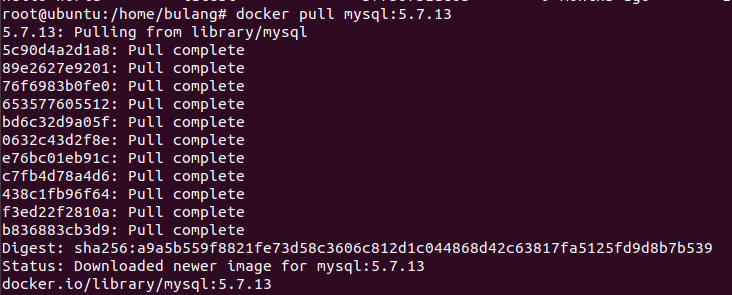 root@ubuntu:/home/bulang# docker pull mysql:5.7.13
5.7.13: Pulling from library/mysql
5c90d4a2d1a8: Pull complete
89e2627e9201: Pull complete
76f6983b0fe0: Pull complete
653577605512: Pull complete
bd6c32d9a05f: Pull complete
0632c43d2f8e: Pull complete
e76bc01eb91c: Pull complete
c7fb4d78a4d6: Pull complete
438c1fb96f64: Pull complete
f3ed22f2810a: Pull complete
b836883cb3d9: Pull complete
Digest: sha256:a9a5b559f8821fe73d58c3606c812d1c044868d42c63817fa5125fd9d8b7b539
Status: Downloaded newer image for mysql:5.7.13
docker.io/library/mysql:5.7.13